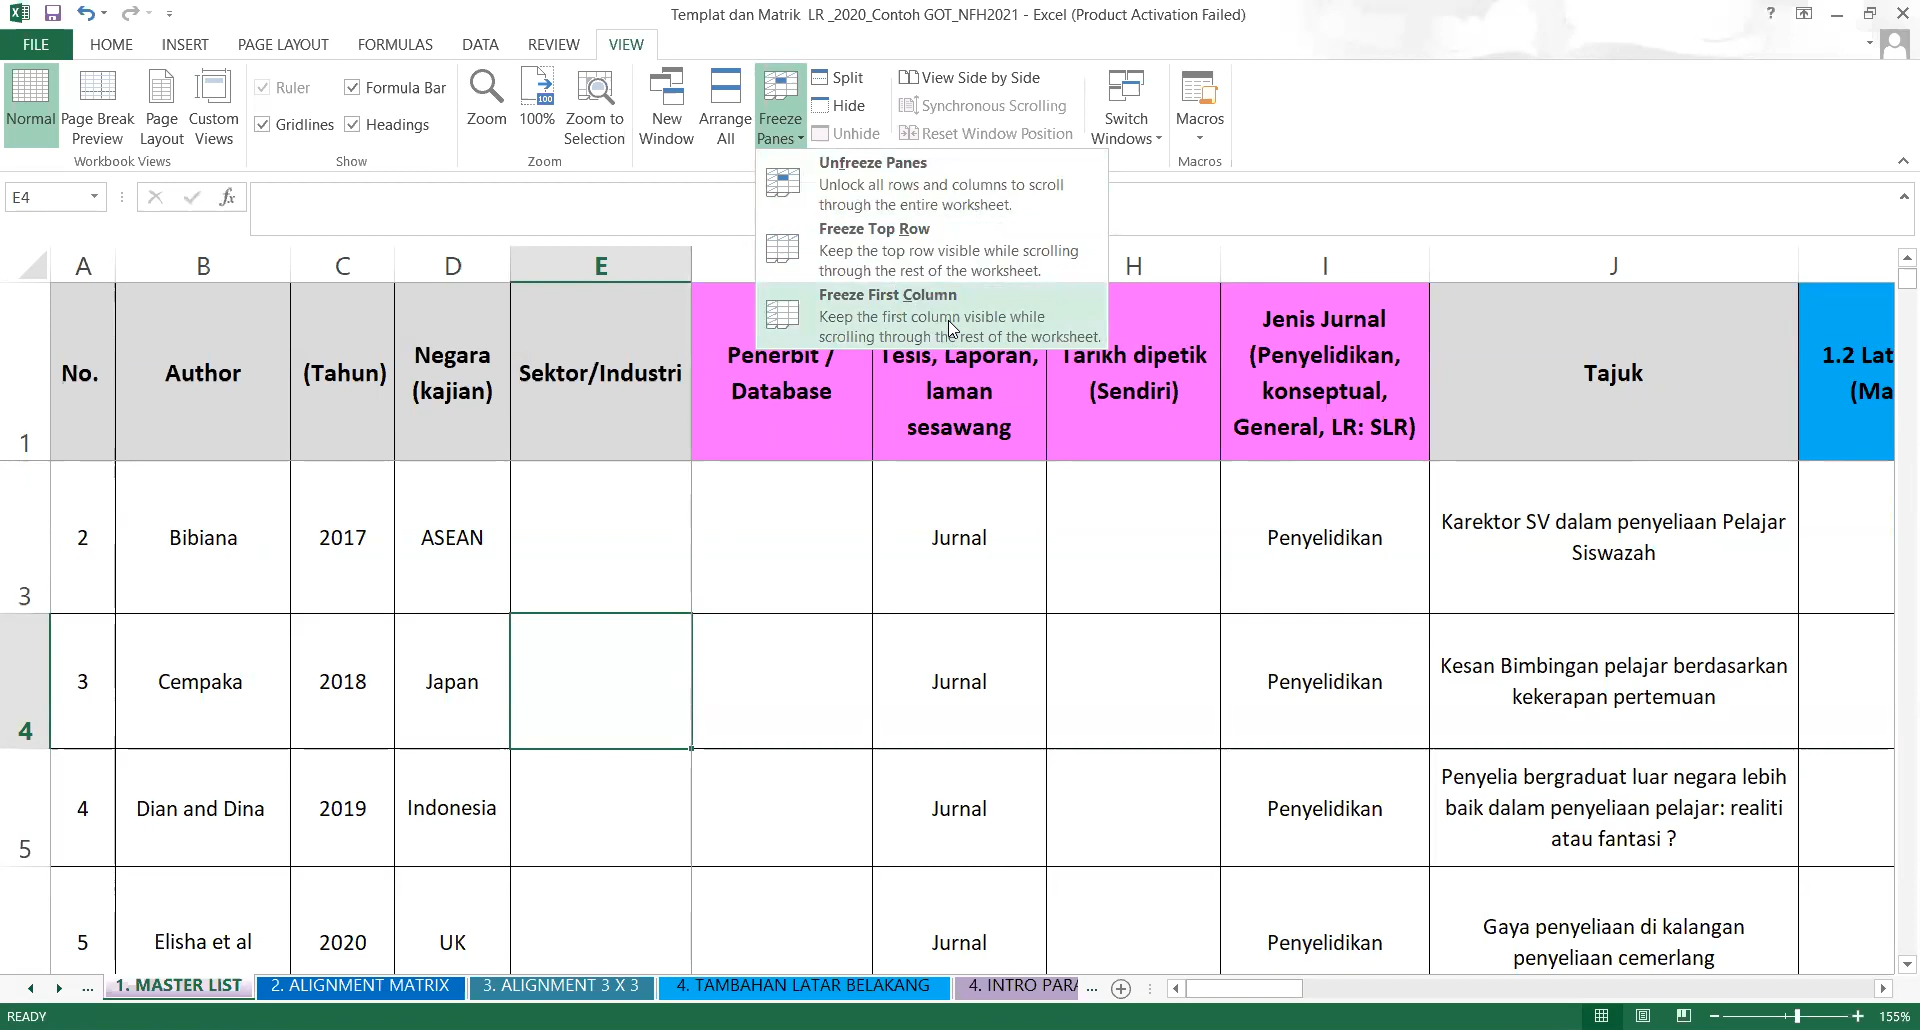 Templat dan Matrik LR _2020_Contoh GOT_NFH2021 - Excel (Product Activation Failed)
?
FILE HOME INSERT PAGE LAYOUT FORMULAS DATA REVIEW VIEW
Normal
Page Break Preview
Page Layout
Custom Views
Workbook Views
Ruler
Formula Bar
Gridlines
Headings
Show
Zoom
100
100%
Zoom to Selection
Zoom
New Window
Arrange All
Freeze Panes
Split
Hide
Unhide
View Side by Side
Synchronous Scrolling
Reset Window Position
Switch Windows
Macros
Macros
Unfreeze Panes
Unlock all rows and columns to scroll
through the entire worksheet.
Freeze Top Row
Keep the top row visible while scrolling
through the rest of the worksheet.
Freeze First Column
Keep the first column visible while
scrolling through the rest of the worksheet.
E4
fx
A B C D E H I J
1
No.
Author
(Tahun)
Negara
(kajian)
Sektor/Industri
Penerbit /
Database
Tesis, Laporan,
laman
sesawang
Tarikh dipetik
(Sendiri)
Jenis Jurnal
(Penyelidikan,
konseptual,
General, LR: SLR)
Tajuk
1.2 Lat
(Ma
3
2 Bibiana 2017 ASEAN Jurnal Penyelidikan
Karektor SV dalam penyeliaan Pelajar
Siswazah
4
3 Cempaka 2018 Japan Jurnal Penyelidikan
Kesan Bimbingan pelajar berdasarkan
kekerapan pertemuan
5
4 Dian and Dina 2019 Indonesia Jurnal Penyelidikan
Penyelia bergraduat luar negara lebih
baik dalam penyeliaan pelajar: realiti
atau fantasi ?
5 Elisha et al 2020 UK Jurnal Penyelidikan
Gaya penyeliaan di kalangan
penyeliaan cemerlang
... 1. MASTER LIST 2. ALIGNMENT MATRIX 3. ALIGNMENT 3 X 3 4. TAMBAHAN LATAR BELAKANG 4. INTRO PARA ...
READY
155%